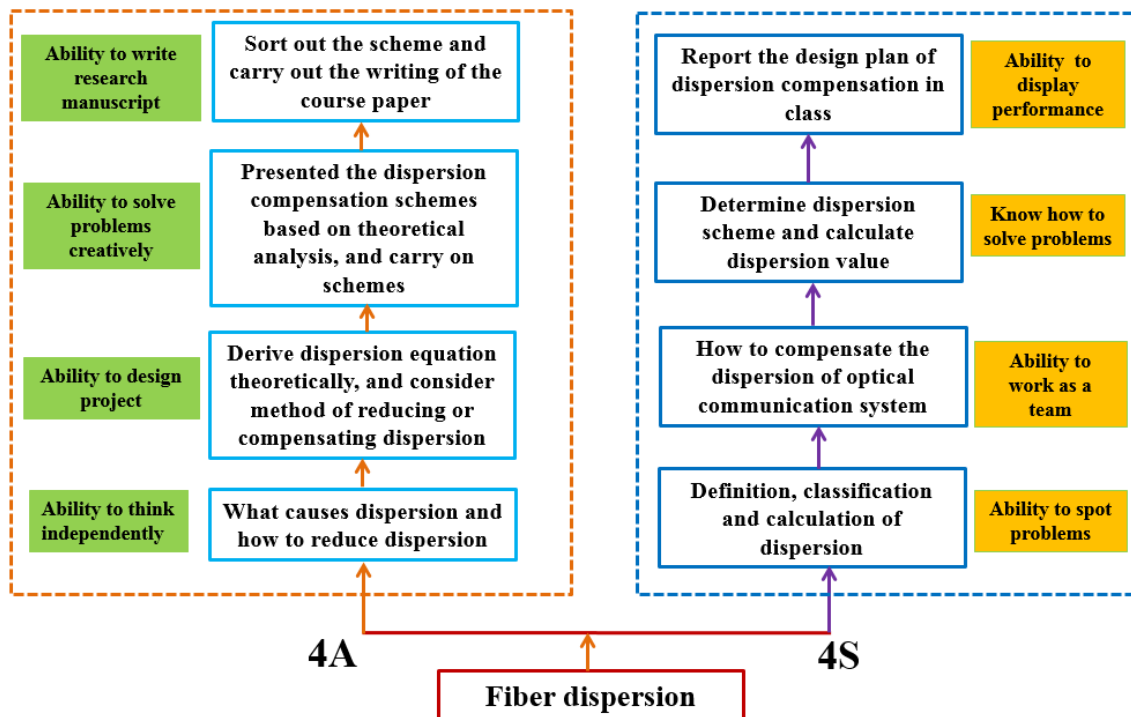 Ability to write
research
manuscript
Sort out the scheme and
carry out the writing of the
course paper
Ability to solve
problems
creatively
Presented the dispersion
compensation schemes
based on theoretical
analysis, and carry on
schemes
Ability to design
project
Derive dispersion equation
theoretically, and consider
method of reducing or
compensating dispersion
Ability to think
independently
What causes dispersion and
how to reduce dispersion
Report the design plan of
dispersion compensation in
class
Ability to
display
performance
Determine dispersion
scheme and calculate
dispersion value
Know how to
solve problems
How to compensate the
dispersion of optical
communication system
Ability to
work as a
team
Definition, classification
and calculation of
dispersion
Ability to spot
problems
4A
4S
Fiber dispersion